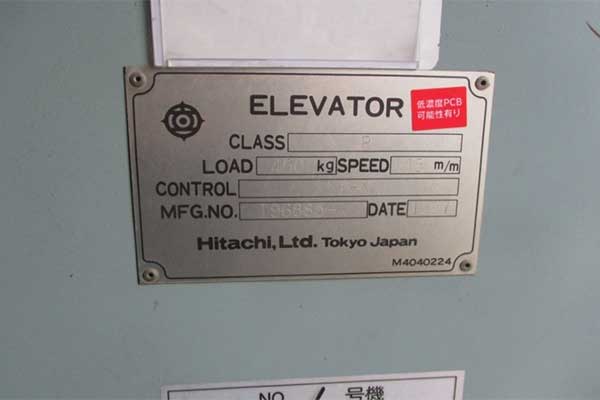 ELEVATOR
低濃度PCB
可能性有り
CLASS P
LOAD kg SPEED m/m
CONTROL
MFG.NO. DATE
Hitachi, Ltd. Tokyo Japan
M4040224
NO. / 号機